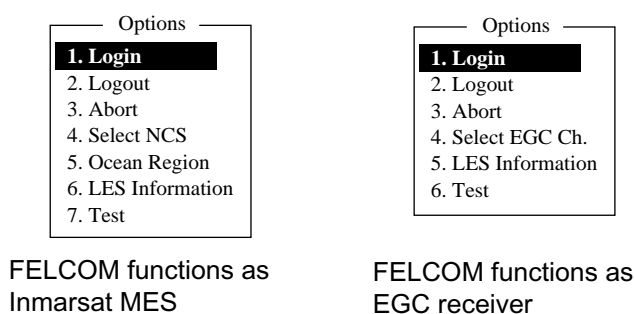 Options
1. Login
2. Logout
3. Abort
4. Select NCS
5. Ocean Region
6. LES Information
7. Test
FELCOM functions as
Inmarsat MES
Options
1. Login
2. Logout
3. Abort
4. Select EGC Ch.
5. LES Information
6. Test
FELCOM functions as
EGC receiver